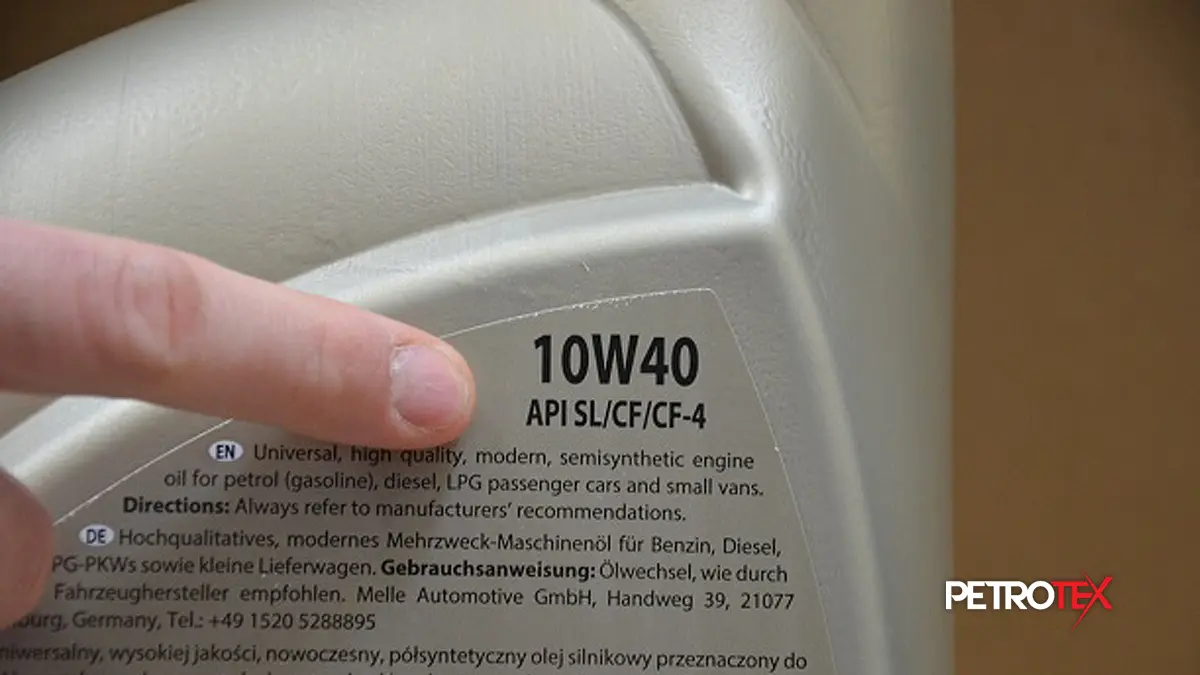 10W40
API SL/CF/CF-4
EN Universal, high quality, modern, semisynthetic engine
oil for petrol (gasoline), diesel, LPG passenger cars and small vans.
Directions: Always refer to manufacturers' recommendations.
DE Hochqualitatives, modernes Mehrzweck-Maschinenöl für Benzin, Diesel,
PG-PKWs sowie kleine Lieferwagen. Gebrauchsanweisung: Ölwechsel, wie durch
Fahrzeughersteller empfohlen. Melle Automotive GmbH, Handweg 39, 21077
burg, Germany, Tel.: +49 1520 5288895
niwersalny, wysokiej jakości, nowoczesny, półsyntetyczny olej silnikowy przeznaczony do
PETROTEX